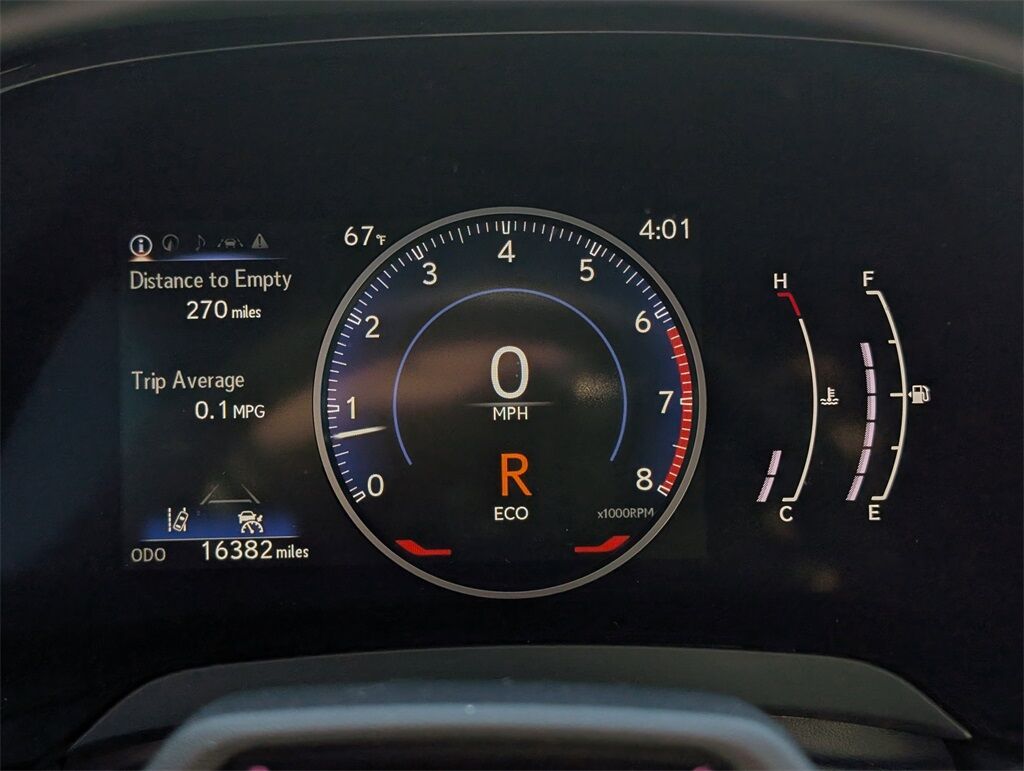 67°F
4:01
Distance to Empty
270 miles
Trip Average
0.1 MPG
ODO 16382 miles
0
1
2
3
4
5
6
7
8
0
MPH
R
ECO
x1000RPM
H
C
F
E